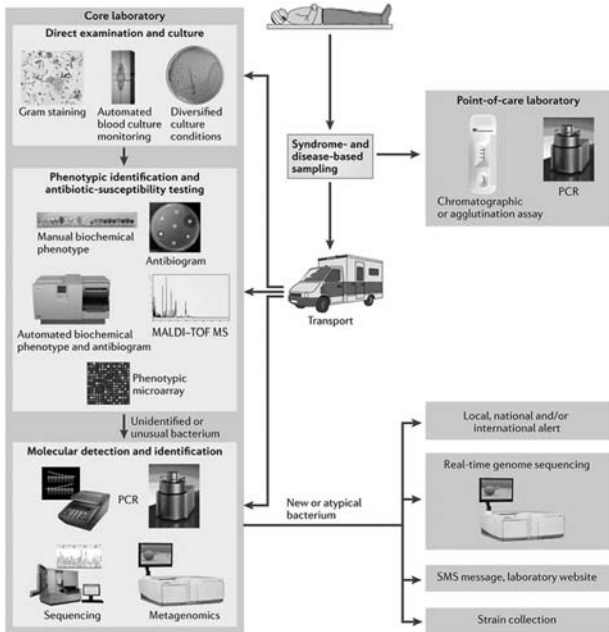 Core laboratory
Direct examination and culture
Gram staining
Automated
blood culture
monitoring
Diversified
culture
conditions
Phenotypic identification and
antibiotic-susceptibility testing
Manual biochemical
phenotype
Antibiogram
Automated biochemical
phenotype and antibiogram
MALDI–TOF MS
Phenotypic
microarray
Unidentified or
unusual bacterium
Molecular detection and identification
PCR
Sequencing
Metagenomics
Syndrome- and
disease-based
sampling
Transport
Point-of-care laboratory
Chromatographic
or agglutination assay
PCR
New or atypical
bacterium
Local, national and/or
international alert
Real-time genome sequencing
SMS message, laboratory website
Strain collection